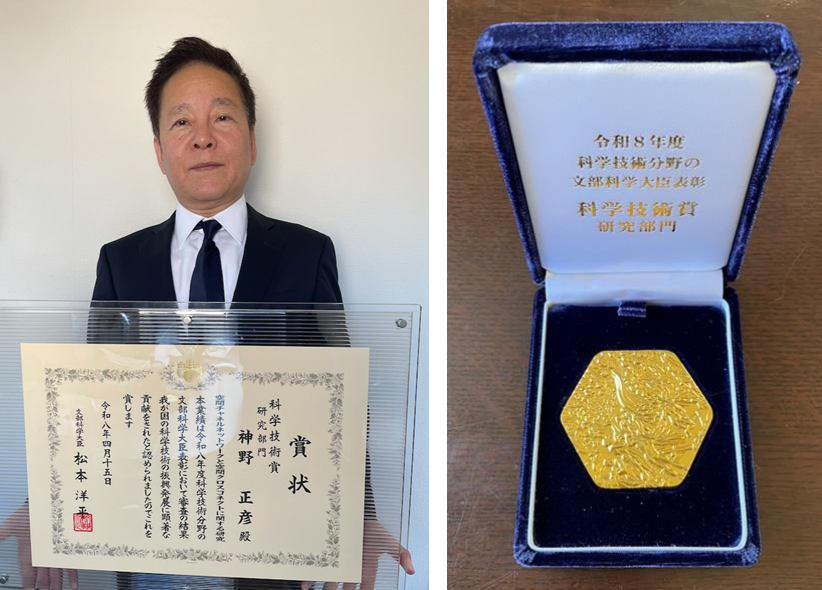 賞状
科学技術賞
研究部門
神野 正彦 殿
空間チャネルネットワークと空間クロスコネクトに関する研究
本業績は令和八年度科学技術分野の
文部科学大臣表彰において審査の結果
我が国の科学技術の振興発展に顕著な
貢献をされたと認められましたのでこれを
賞します
令和八年四月十五日
文部科学大臣 松本 洋平
令和8年度
科学技術分野の
文部科学大臣表彰
科学技術賞
研究部門